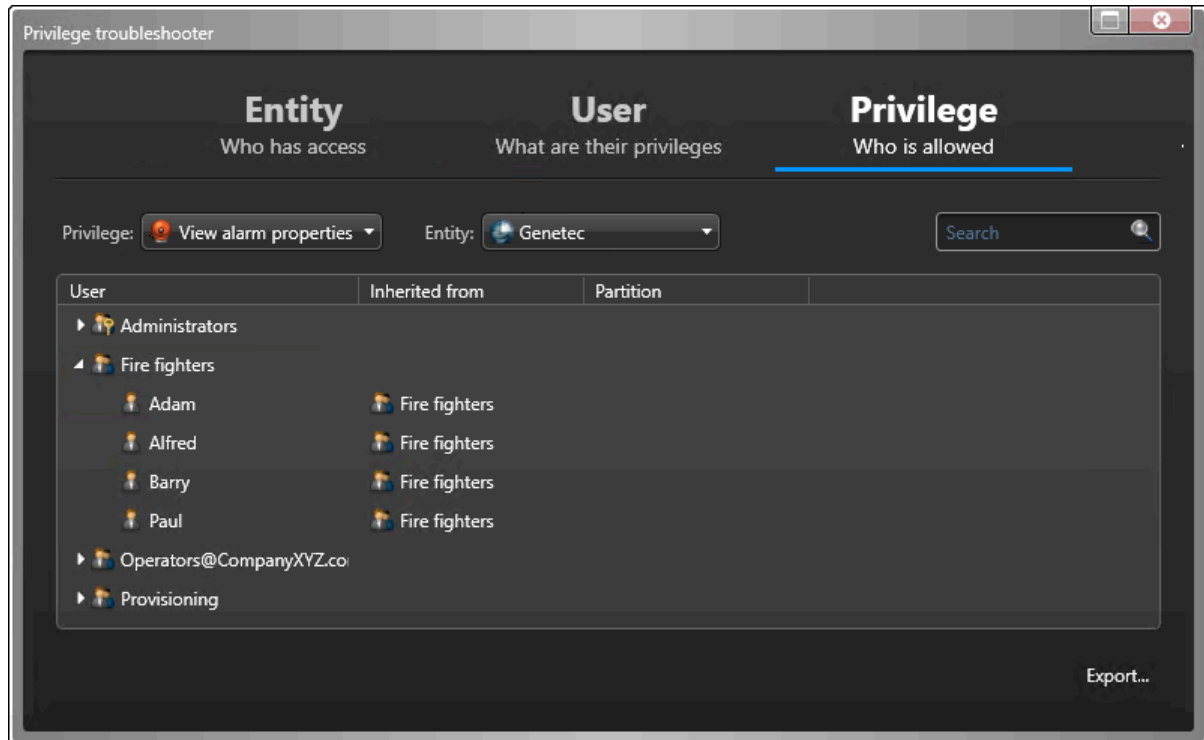 Privilege troubleshooter
Entity User Privilege
Who has access What are their privileges Who is allowed
Privilege: View alarm properties Entity: Genetec Search
User Inherited from Partition
Administrators
Fire fighters
Adam Fire fighters
Alfred Fire fighters
Barry Fire fighters
Paul Fire fighters
Operators@CompanyXYZ.co
Provisioning
Export...